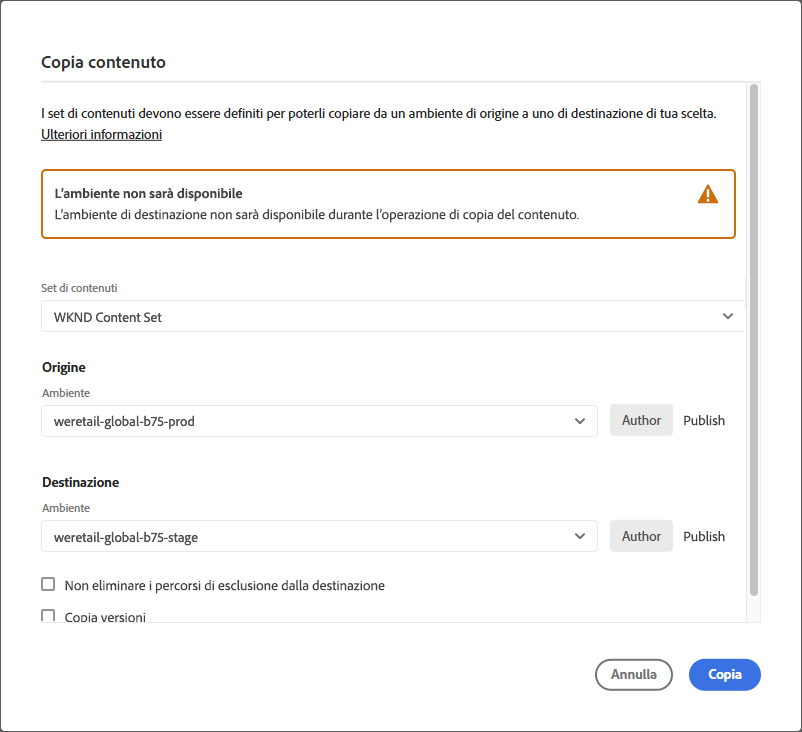 Copia contenuto
I set di contenuti devono essere definiti per poterli copiare da un ambiente di origine a uno di destinazione di tua scelta.
Ulteriori informazioni
L’ambiente non sarà disponibile
L’ambiente di destinazione non sarà disponibile durante l’operazione di copia del contenuto.
Set di contenuti
WKND Content Set
Origine
Ambiente
weretail-global-b75-prod Author Publish
Destinazione
Ambiente
weretail-global-b75-stage Author Publish
Non eliminare i percorsi di esclusione dalla destinazione
Copia versioni
Annulla Copia